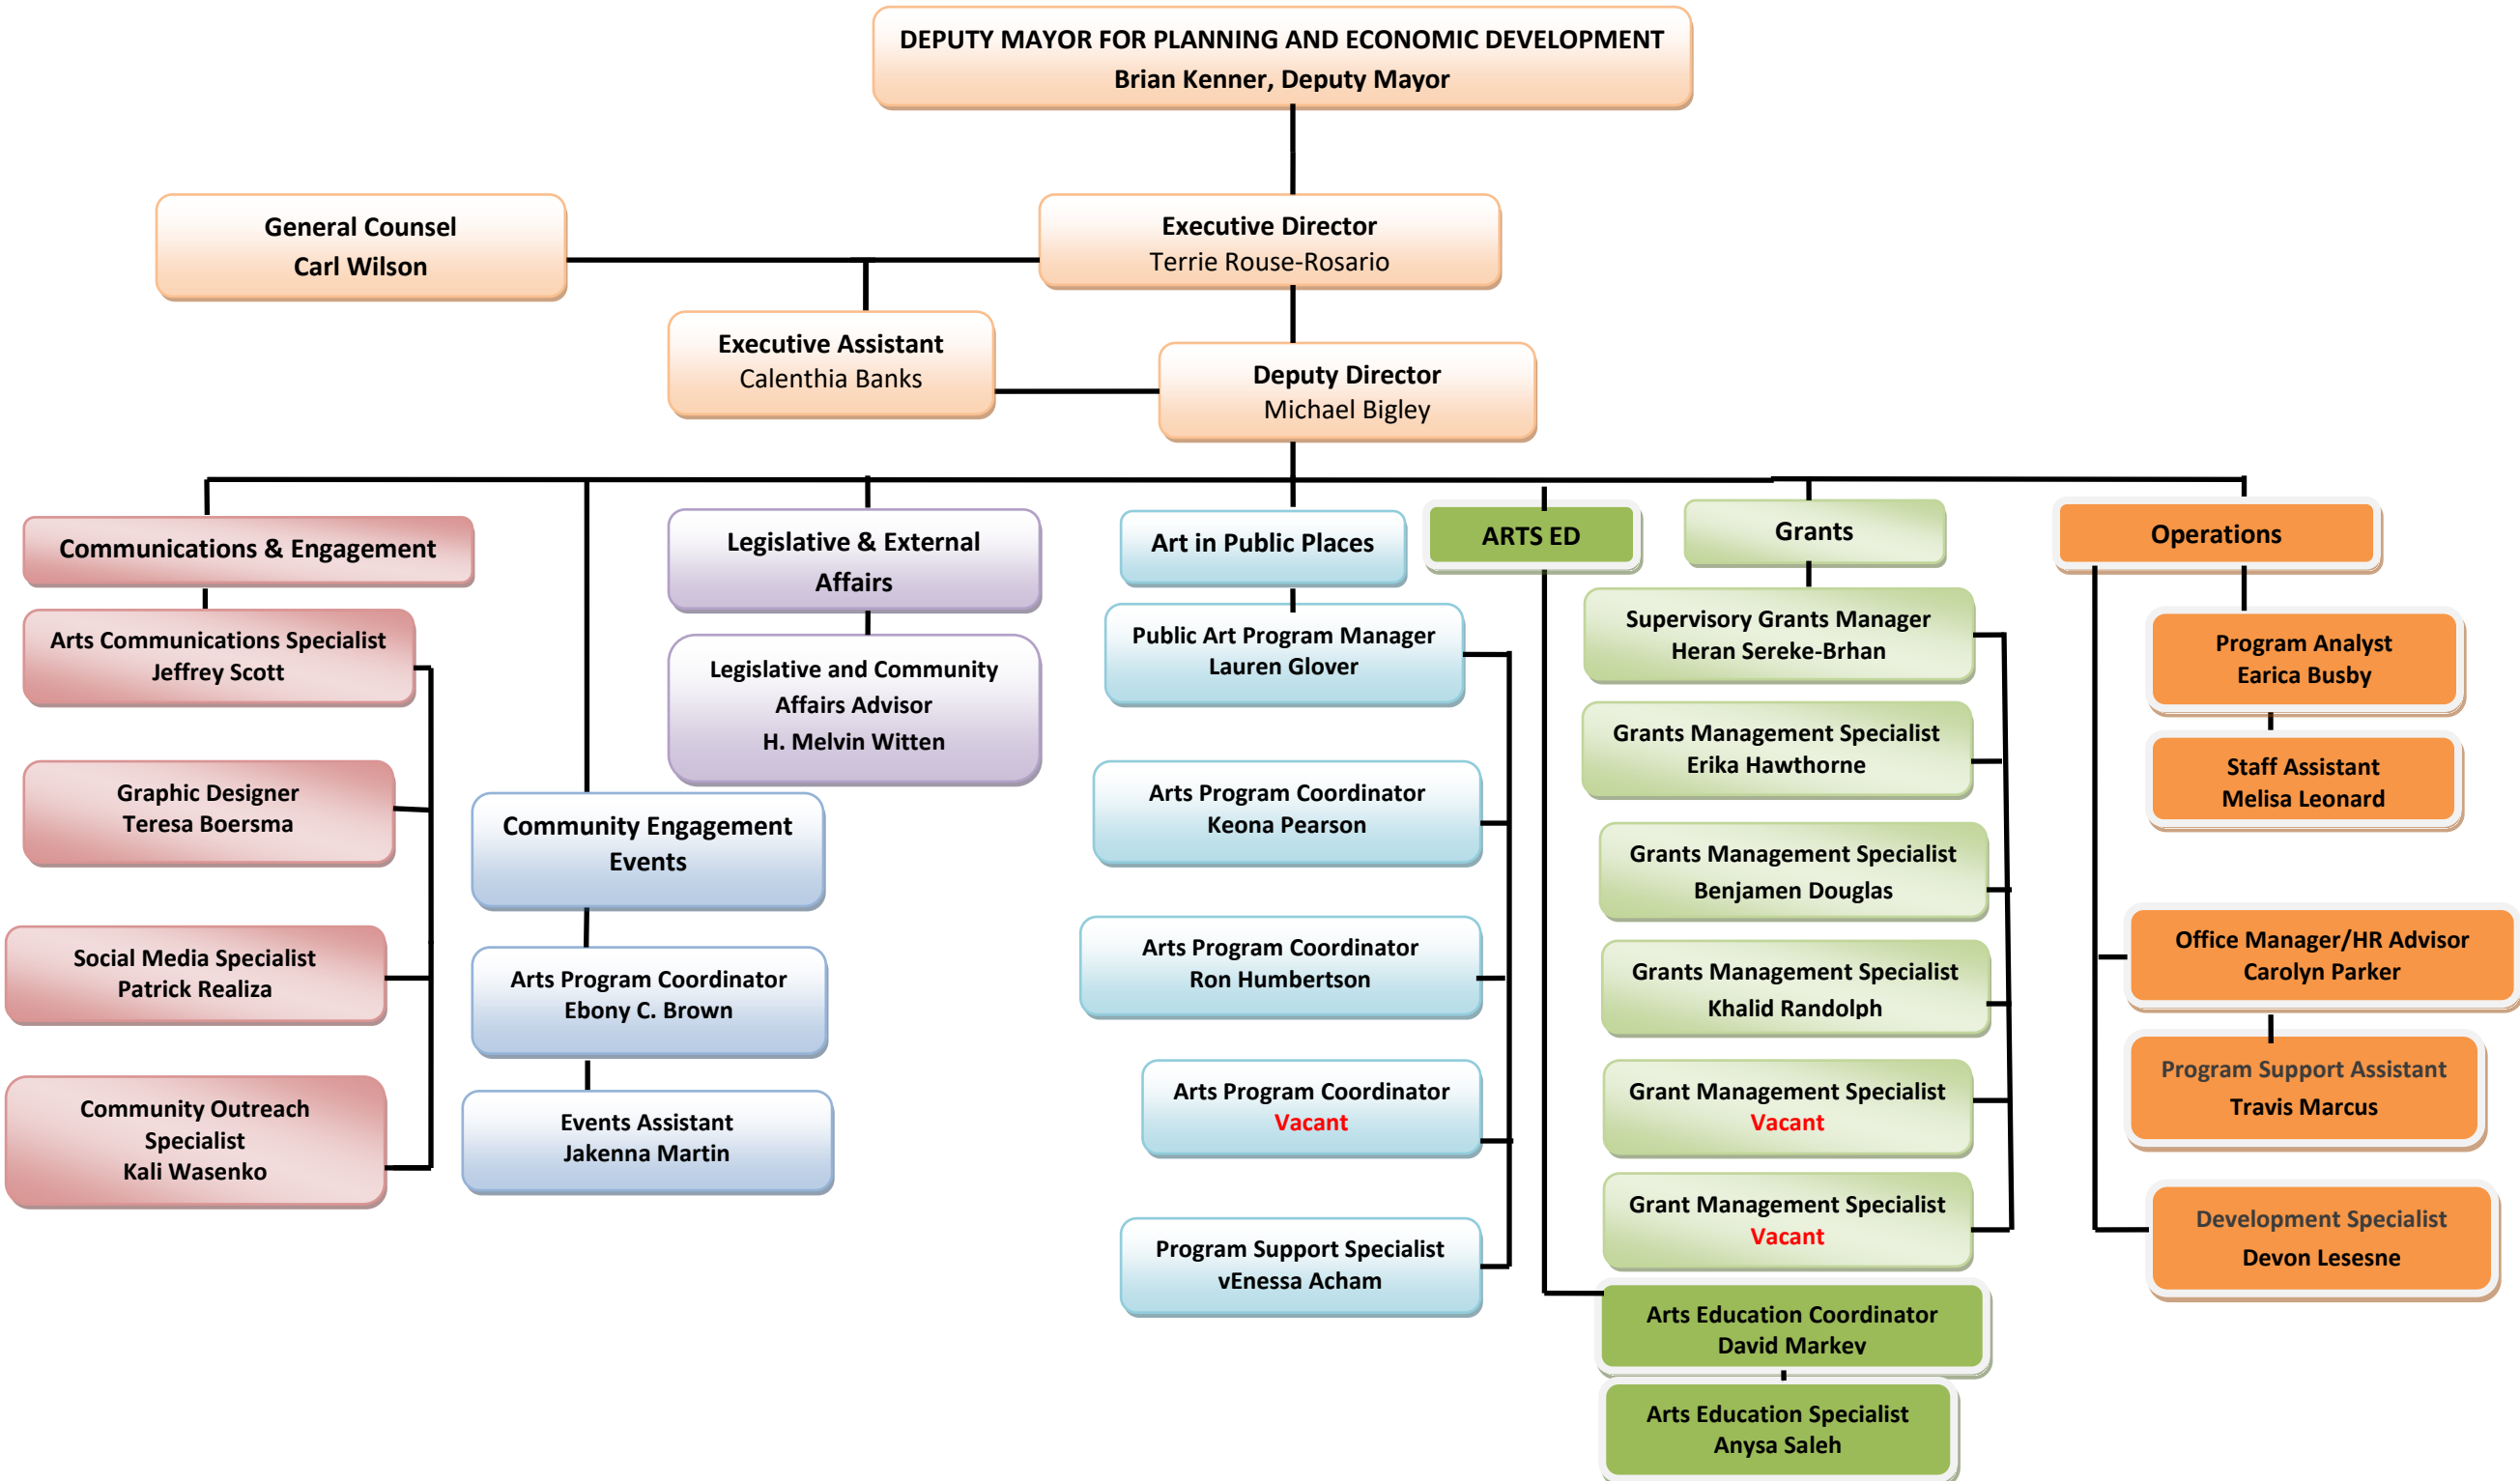 DEPUTY MAYOR FOR PLANNING AND ECONOMIC DEVELOPMENT
Brian Kenner, Deputy Mayor
General Counsel
Carl Wilson
Executive Director
Terrie Rouse-Rosario
Executive Assistant
Calenthia Banks
Deputy Director
Michael Bigley
Communications & Engagement
Arts Communications Specialist
Jeffrey Scott
Graphic Designer
Teresa Boersma
Social Media Specialist
Patrick Realiza
Community Outreach
Specialist
Kali Wasenko
Community Engagement
Events
Arts Program Coordinator
Ebony C. Brown
Events Assistant
Jakenna Martin
Legislative & External
Affairs
Legislative and Community
Affairs Advisor
H. Melvin Witten
Art in Public Places
Public Art Program Manager
Lauren Glover
Arts Program Coordinator
Keona Pearson
Arts Program Coordinator
Ron Humbertson
Arts Program Coordinator
Vacant
Program Support Specialist
vEnessa Acham
ARTS ED
Arts Education Coordinator
David Markey
Arts Education Specialist
Anysa Saleh
Grants
Supervisory Grants Manager
Heran Sereke-Brhan
Grants Management Specialist
Erika Hawthorne
Grants Management Specialist
Benjamen Douglas
Grants Management Specialist
Khalid Randolph
Grant Management Specialist
Vacant
Grant Management Specialist
Vacant
Operations
Program Analyst
Earica Busby
Staff Assistant
Melisa Leonard
Office Manager/HR Advisor
Carolyn Parker
Program Support Assistant
Travis Marcus
Development Specialist
Devon Lesesne